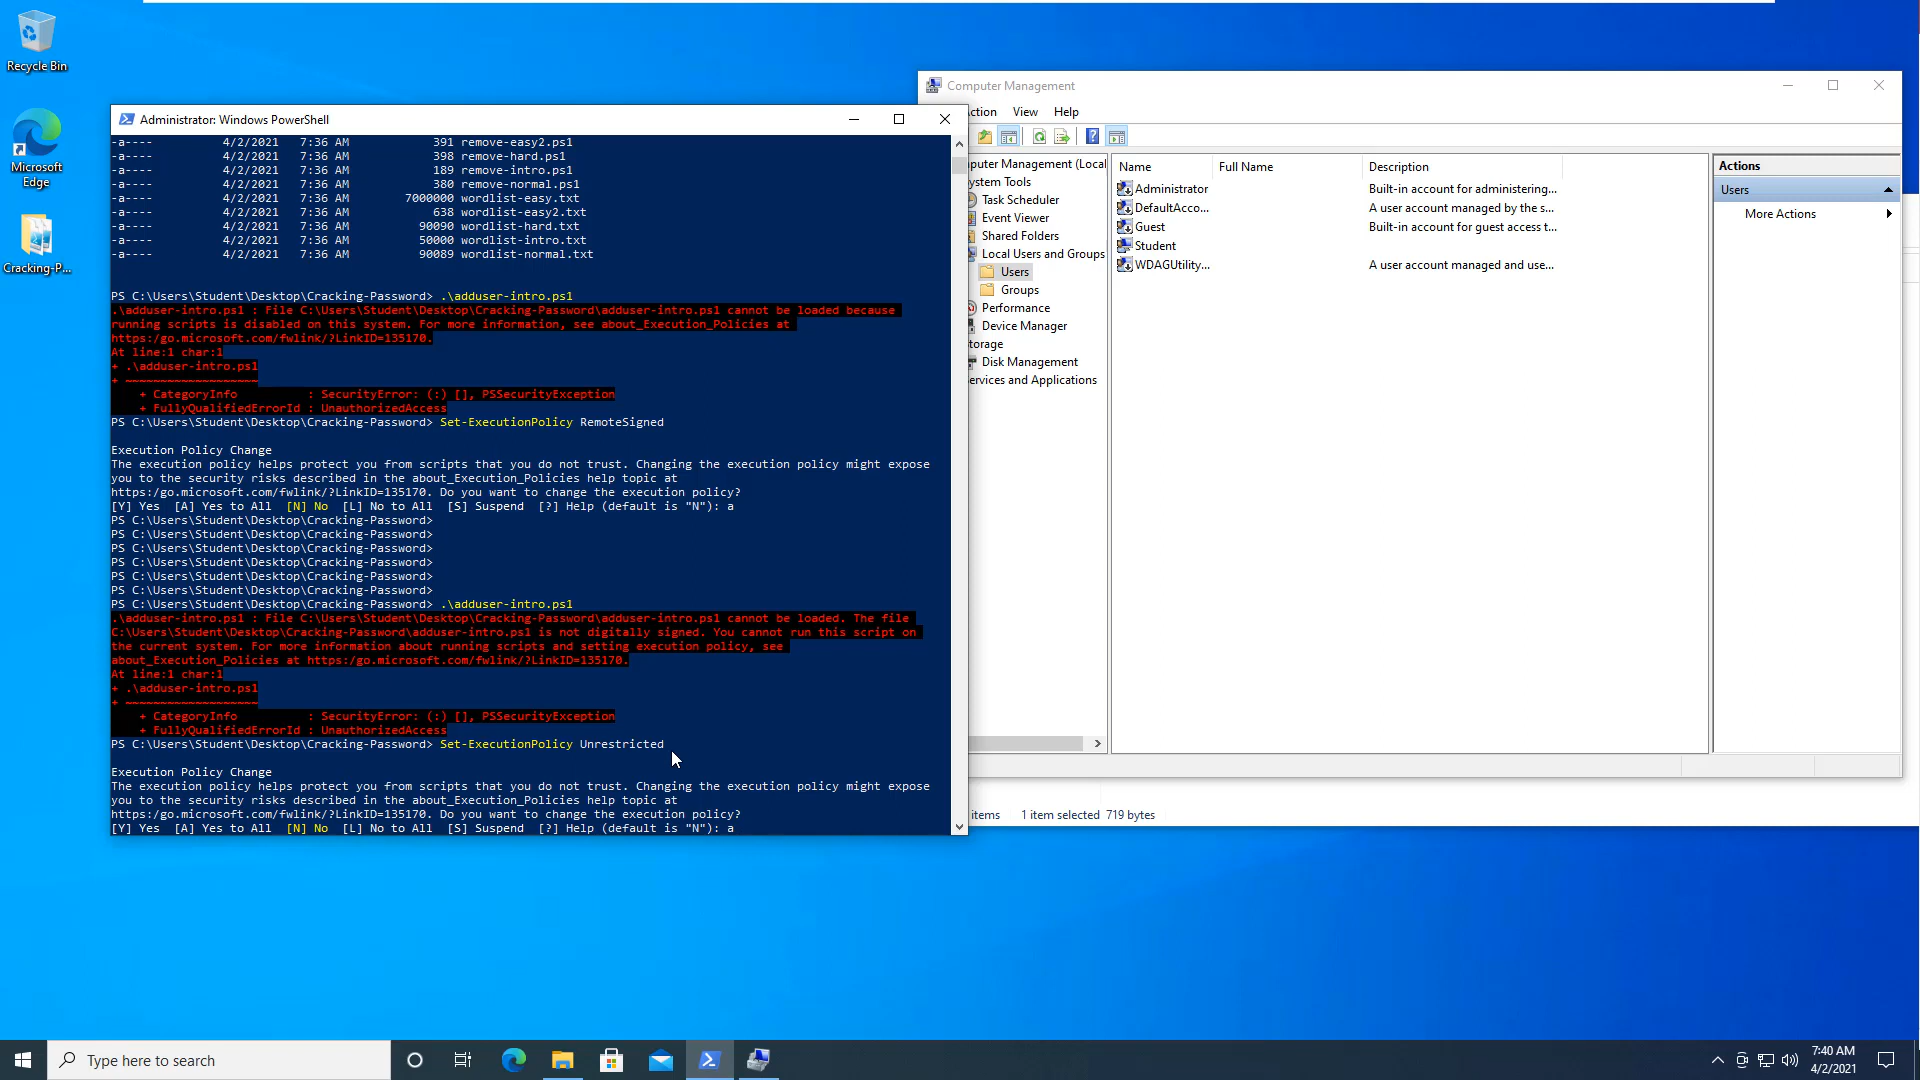 Recycle Bin
Microsoft
Edge
Cracking-P...
Administrator: Windows PowerShell
-a---- 4/2/2021 7:36 AM 391 remove-easy2.ps1
-a---- 4/2/2021 7:36 AM 398 remove-hard.ps1
-a---- 4/2/2021 7:36 AM 189 remove-intro.ps1
-a---- 4/2/2021 7:36 AM 380 remove-normal.ps1
-a---- 4/2/2021 7:36 AM 7000000 wordlist-easy.txt
-a---- 4/2/2021 7:36 AM 638 wordlist-easy2.txt
-a---- 4/2/2021 7:36 AM 90090 wordlist-hard.txt
-a---- 4/2/2021 7:36 AM 50000 wordlist-intro.txt
-a---- 4/2/2021 7:36 AM 90089 wordlist-normal.txt
PS C:\Users\Student\Desktop\Cracking-Password> .\adduser-intro.ps1
.\adduser-intro.ps1 : File C:\Users\Student\Desktop\Cracking-Password\adduser-intro.ps1 cannot be loaded because
running scripts is disabled on this system. For more information, see about_Execution_Policies at
https:/go.microsoft.com/fwlink/?LinkID=135170.
At line:1 char:1
+ .\adduser-intro.ps1
+ ~~~~~~~~~~~~~~~~~~~
+ CategoryInfo : SecurityError: (:) [], PSSecurityException
+ FullyQualifiedErrorId : UnauthorizedAccess
PS C:\Users\Student\Desktop\Cracking-Password> Set-ExecutionPolicy RemoteSigned
Execution Policy Change
The execution policy helps protect you from scripts that you do not trust. Changing the execution policy might expose
you to the security risks described in the about_Execution_Policies help topic at
https:/go.microsoft.com/fwlink/?LinkID=135170. Do you want to change the execution policy?
[Y] Yes [A] Yes to All [N] No [L] No to All [S] Suspend [?] Help (default is "N"): a
PS C:\Users\Student\Desktop\Cracking-Password>
PS C:\Users\Student\Desktop\Cracking-Password>
PS C:\Users\Student\Desktop\Cracking-Password>
PS C:\Users\Student\Desktop\Cracking-Password>
PS C:\Users\Student\Desktop\Cracking-Password>
PS C:\Users\Student\Desktop\Cracking-Password>
PS C:\Users\Student\Desktop\Cracking-Password> .\adduser-intro.ps1
.\adduser-intro.ps1 : File C:\Users\Student\Desktop\Cracking-Password\adduser-intro.ps1 cannot be loaded. The file
C:\Users\Student\Desktop\Cracking-Password\adduser-intro.ps1 is not digitally signed. You cannot run this script on
the current system. For more information about running scripts and setting execution policy, see
about_Execution_Policies at https:/go.microsoft.com/fwlink/?LinkID=135170.
At line:1 char:1
+ .\adduser-intro.ps1
+ ~~~~~~~~~~~~~~~~~~~
+ CategoryInfo : SecurityError: (:) [], PSSecurityException
+ FullyQualifiedErrorId : UnauthorizedAccess
PS C:\Users\Student\Desktop\Cracking-Password> Set-ExecutionPolicy Unrestricted
Execution Policy Change
The execution policy helps protect you from scripts that you do not trust. Changing the execution policy might expose
you to the security risks described in the about_Execution_Policies help topic at
https:/go.microsoft.com/fwlink/?LinkID=135170. Do you want to change the execution policy?
[Y] Yes [A] Yes to All [N] No [L] No to All [S] Suspend [?] Help (default is "N"): a
Computer Management
ction View Help
puter Management (Local
ystem Tools
Task Scheduler
Event Viewer
Shared Folders
Local Users and Groups
Users
Groups
Performance
Device Manager
torage
Disk Management
ervices and Applications
Name Full Name Description
Administrator Built-in account for administering...
DefaultAcco... A user account managed by the s...
Guest Built-in account for guest access t...
Student
WDAGUtility... A user account managed and use...
Actions
Users
More Actions
items 1 item selected 719 bytes
Type here to search
7:40 AM
4/2/2021